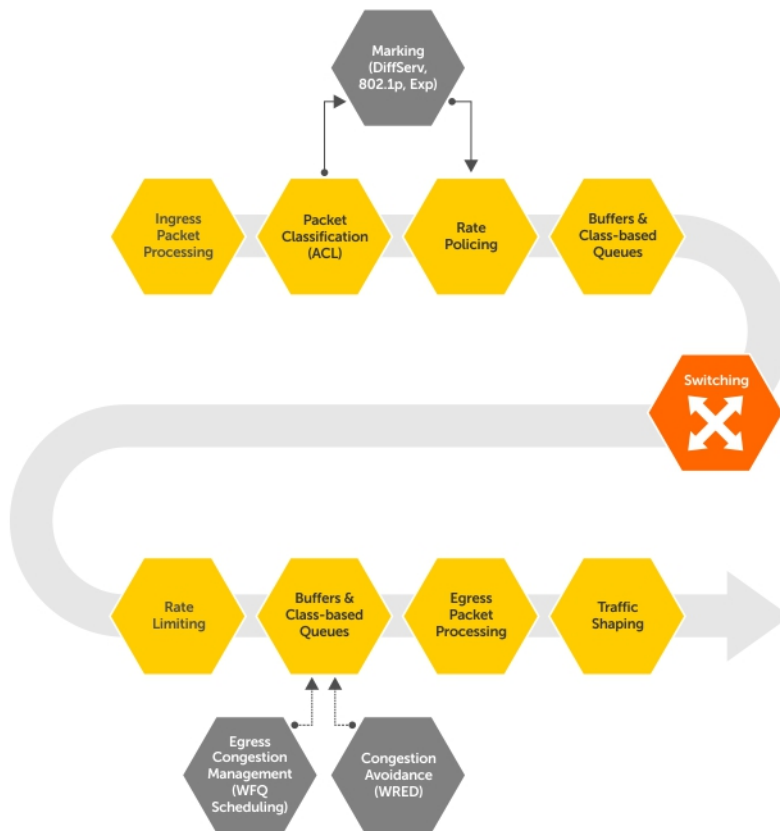 Marking
(DiffServ,
802.1p, Exp)
Ingress
Packet
Processing
Packet
Classification
(ACL)
Rate
Policing
Buffers &
Class-based
Queues
Switching
Rate
Limiting
Buffers &
Class-based
Queues
Egress
Packet
Processing
Traffic
Shaping
Egress
Congestion
Management
(WFQ
Scheduling)
Congestion
Avoidance
(WRED)